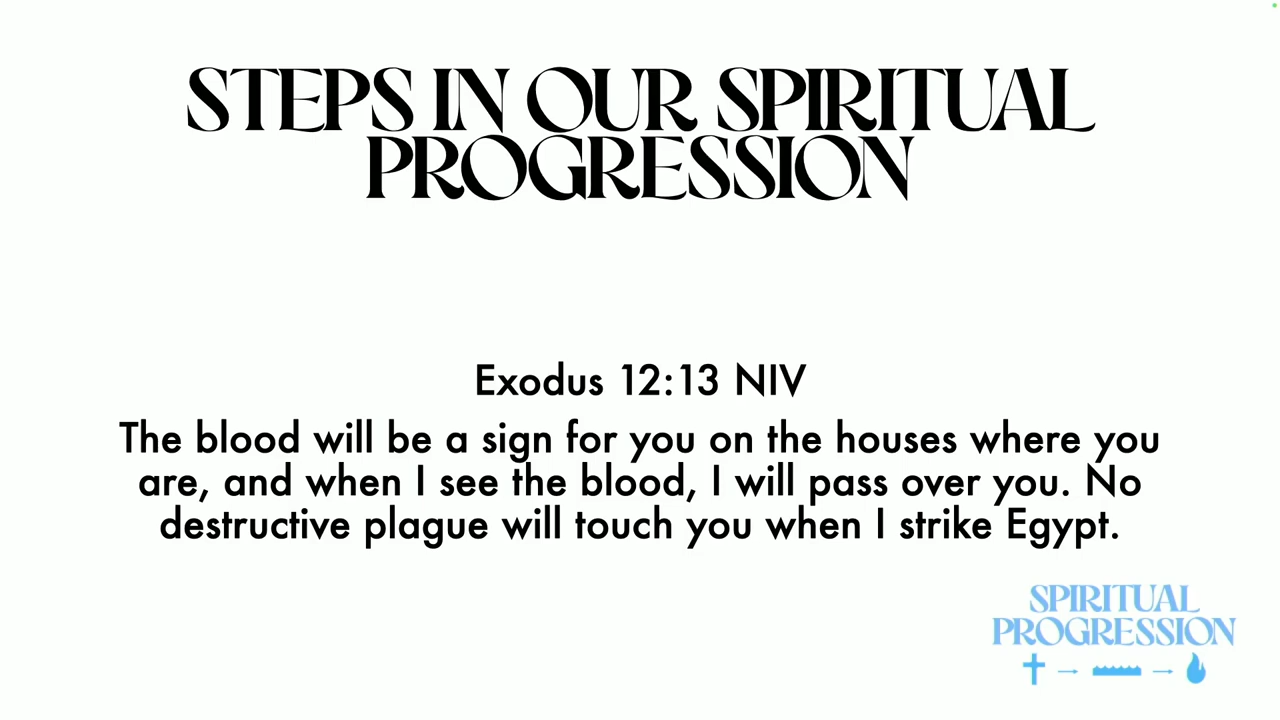 STEPS IN OUR SPIRITUAL
PROGRESSION
Exodus 12:13 NIV
The blood will be a sign for you on the houses where you
are, and when I see the blood, I will pass over you. No
destructive plague will touch you when I strike Egypt.
SPIRITUAL
PROGRESSION